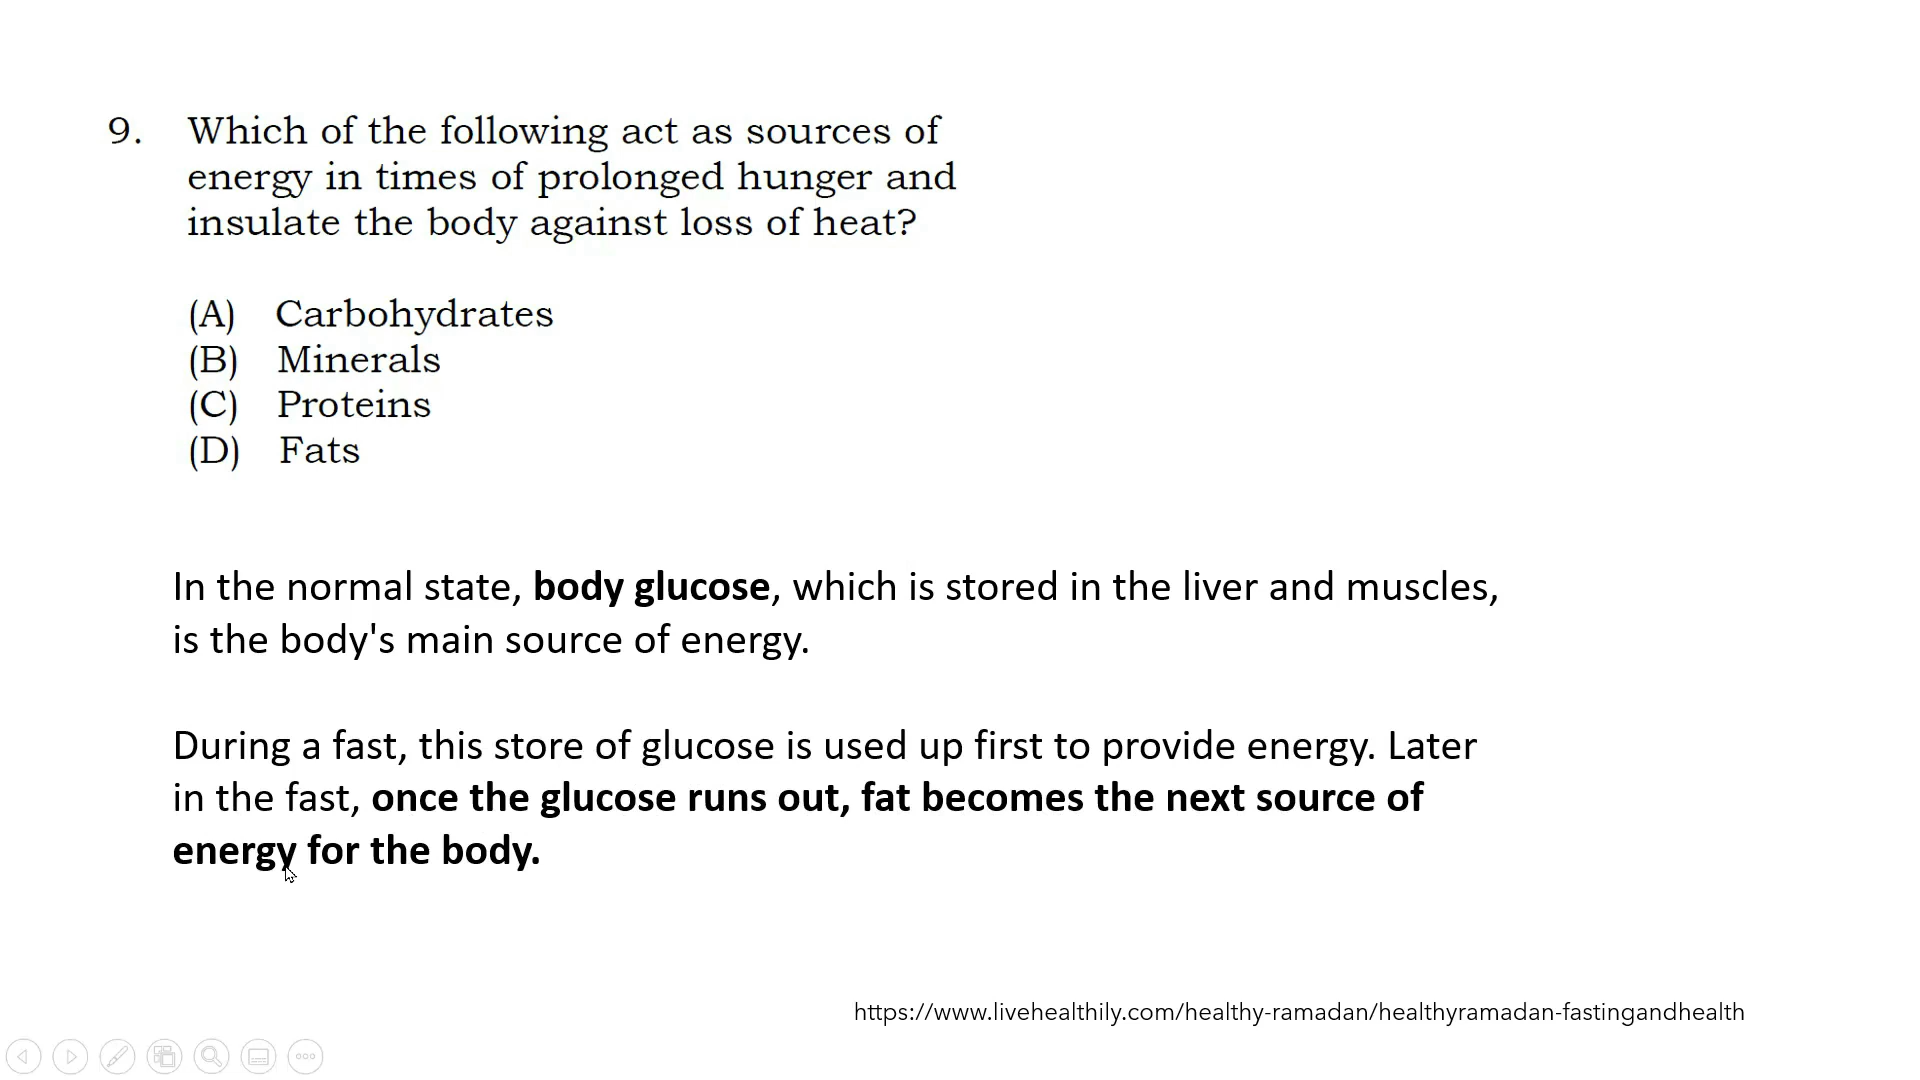 9. Which of the following act as sources of
energy in times of prolonged hunger and
insulate the body against loss of heat?
(A) Carbohydrates
(B) Minerals
(C) Proteins
(D) Fats
In the normal state, body glucose, which is stored in the liver and muscles,
is the body's main source of energy.
During a fast, this store of glucose is used up first to provide energy. Later
in the fast, once the glucose runs out, fat becomes the next source of
energy for the body.
https://www.livehealthily.com/healthy-ramadan/healthyramadan-fastingandhealth